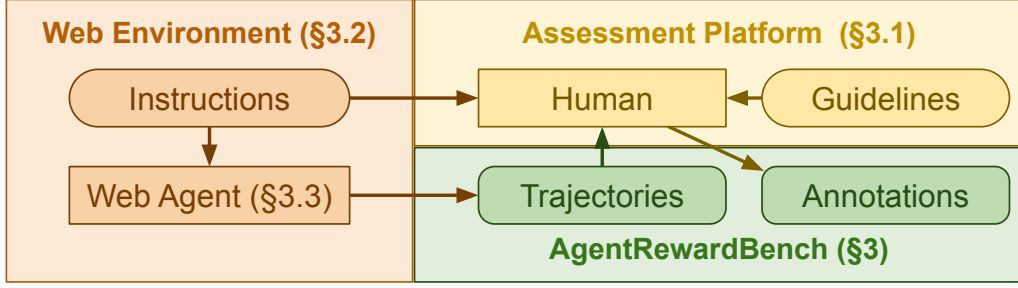 Web Environment (§3.2)
Instructions
Web Agent (§3.3)
Assessment Platform (§3.1)
Human
Guidelines
Trajectories
Annotations
AgentRewardBench (§3)